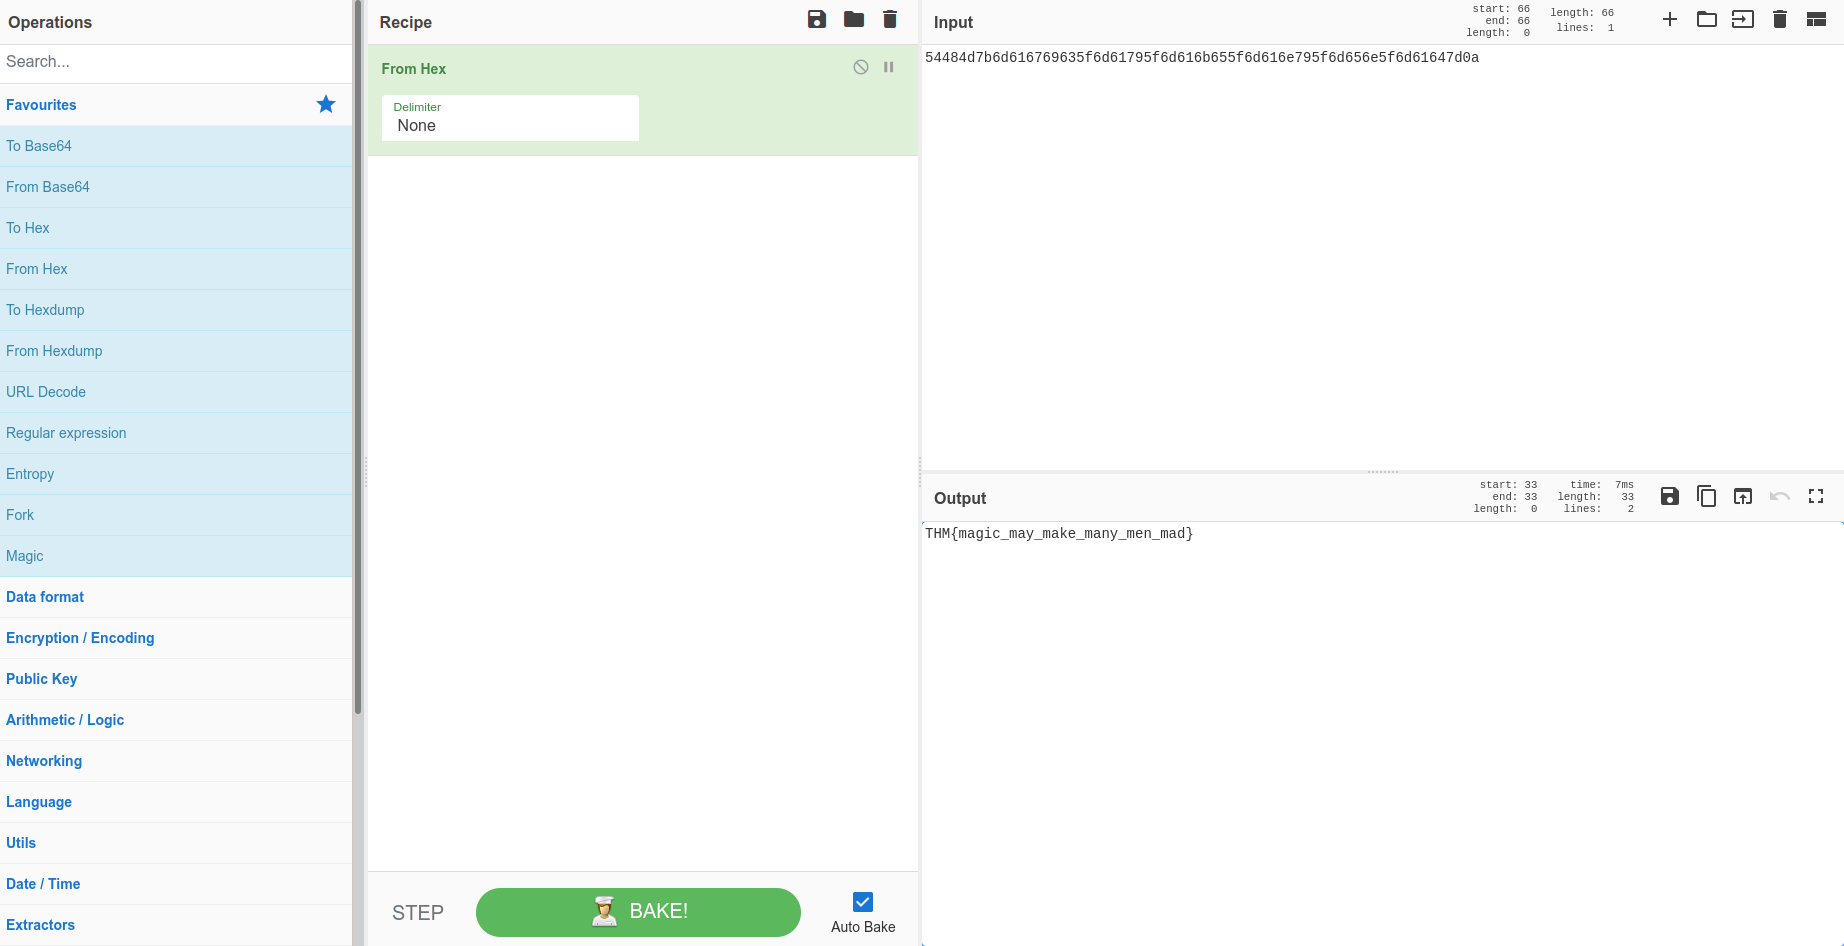 Operations
Search...
Favourites
To Base64
From Base64
To Hex
From Hex
To Hexdump
From Hexdump
URL Decode
Regular expression
Entropy
Fork
Magic
Data format
Encryption / Encoding
Public Key
Arithmetic / Logic
Networking
Language
Utils
Date / Time
Extractors
Recipe
From Hex
Delimiter
None
STEP
BAKE!
Auto Bake
Input
start: 66
end: 66
length: 0
length: 66
lines: 1
54484d7b6d616769635f6d61795f6d616b655f6d616e795f6d656e5f6d61647d0a
Output
start: 33
end: 33
length: 0
time: 7ms
length: 33
lines: 2
THM{magic_may_make_many_men_mad}